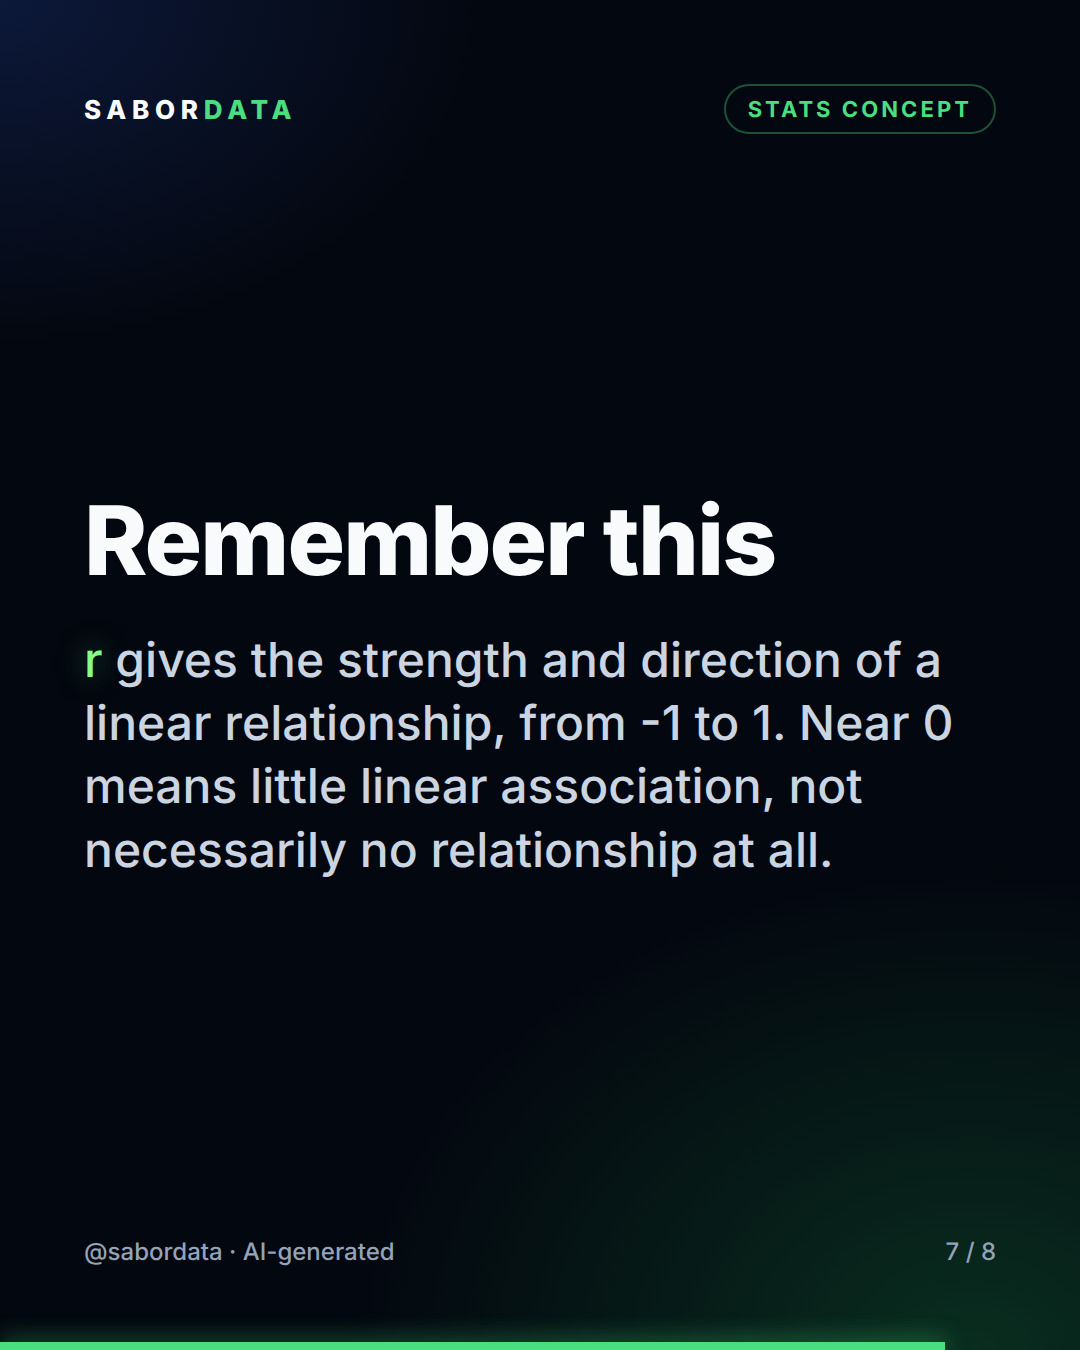 SABORDATA
STATS CONCEPT
Remember this
r gives the strength and direction of a
linear relationship, from -1 to 1. Near 0
means little linear association, not
necessarily no relationship at all.
@sabordata · AI-generated
7 / 8